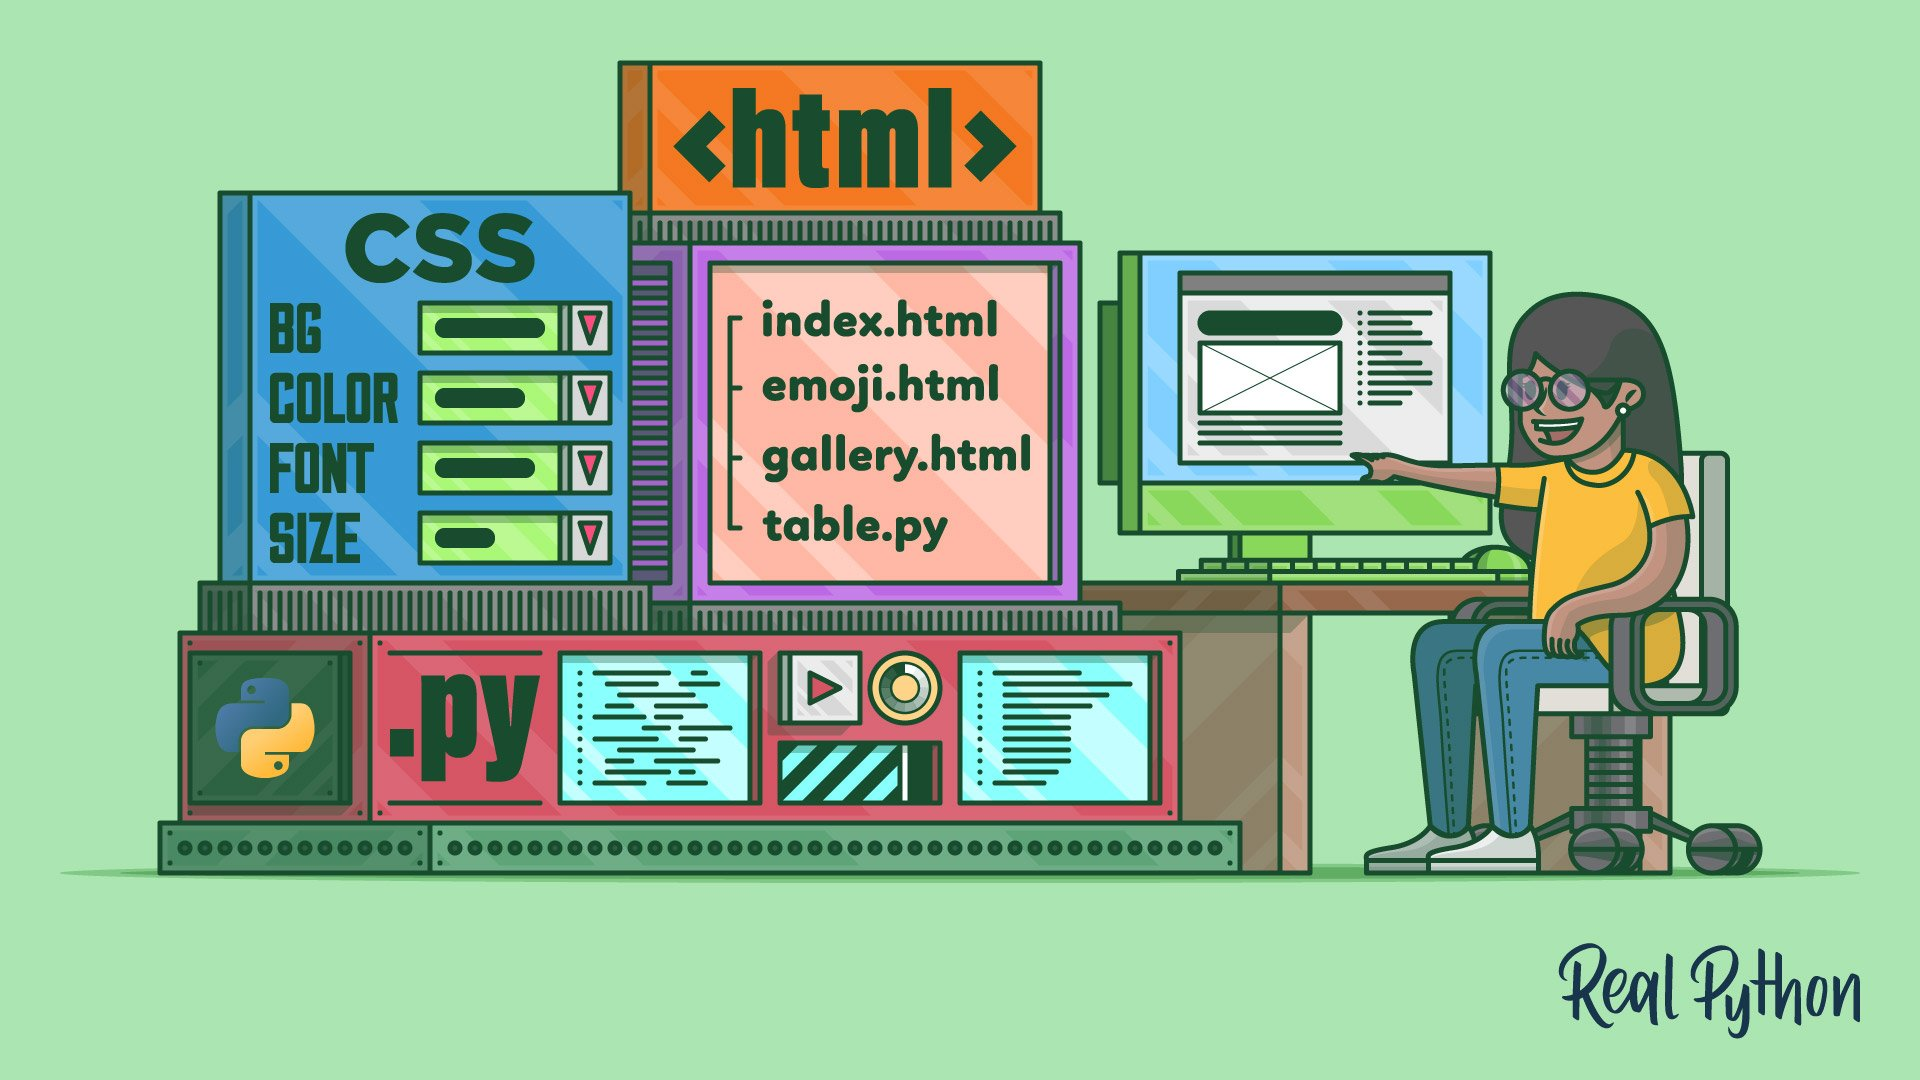 <html>
CSS
BG
COLOR
FONT
SIZE
index.html
emoji.html
gallery.html
table.py
.py
Real Python